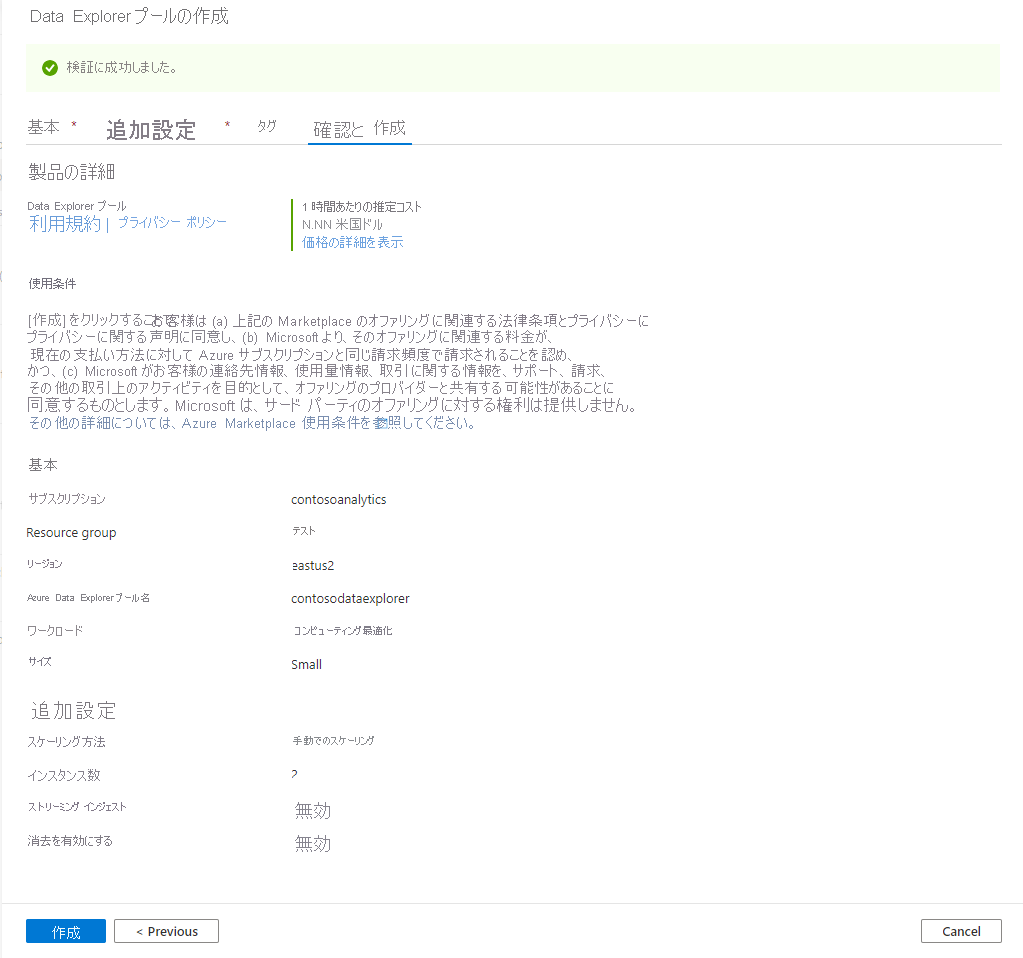 Data Explorerプールの作成
検証に成功しました。
基本 * 追加設定 * タグ 確認と 作成
製品の詳細
Data Explorer プール
利用規約 | プライバシー ポリシー
1 時間あたりの推定コスト
N.NN 米国ドル
価格の詳細を表示
使用条件
[作成] をクリックすることで、お客様は (a) 上記の Marketplace のオファリングに関連する法律条項とプライバシーに
プライバシーに関する声明に同意し、(b) Microsoft より、そのオファリングに関連する料金が、
現在の支払い方法に対して Azure サブスクリプションと同じ請求頻度で請求されることを認め、
かつ、(c) Microsoft がお客様の連絡先情報、使用量情報、取引に関する情報を、サポート、請求、
その他の取引上のアクティビティを目的として、オファリングのプロバイダーと共有する可能性があることに
同意するものとします。Microsoft は、サード パーティのオファリングに対する権利は提供しません。
その他の詳細については、Azure Marketplace 使用条件を参照してください。
基本
サブスクリプション contosoanalytics
Resource group テスト
リージョン eastus2
Azure Data Explorerプール名 contosodataexplorer
ワークロード コンピューティング最適化
サイズ Small
追加設定
スケーリング方法 手動でのスケーリング
インスタンス数 2
ストリーミング インジェスト 無効
消去を有効にする 無効
作成 < Previous Cancel